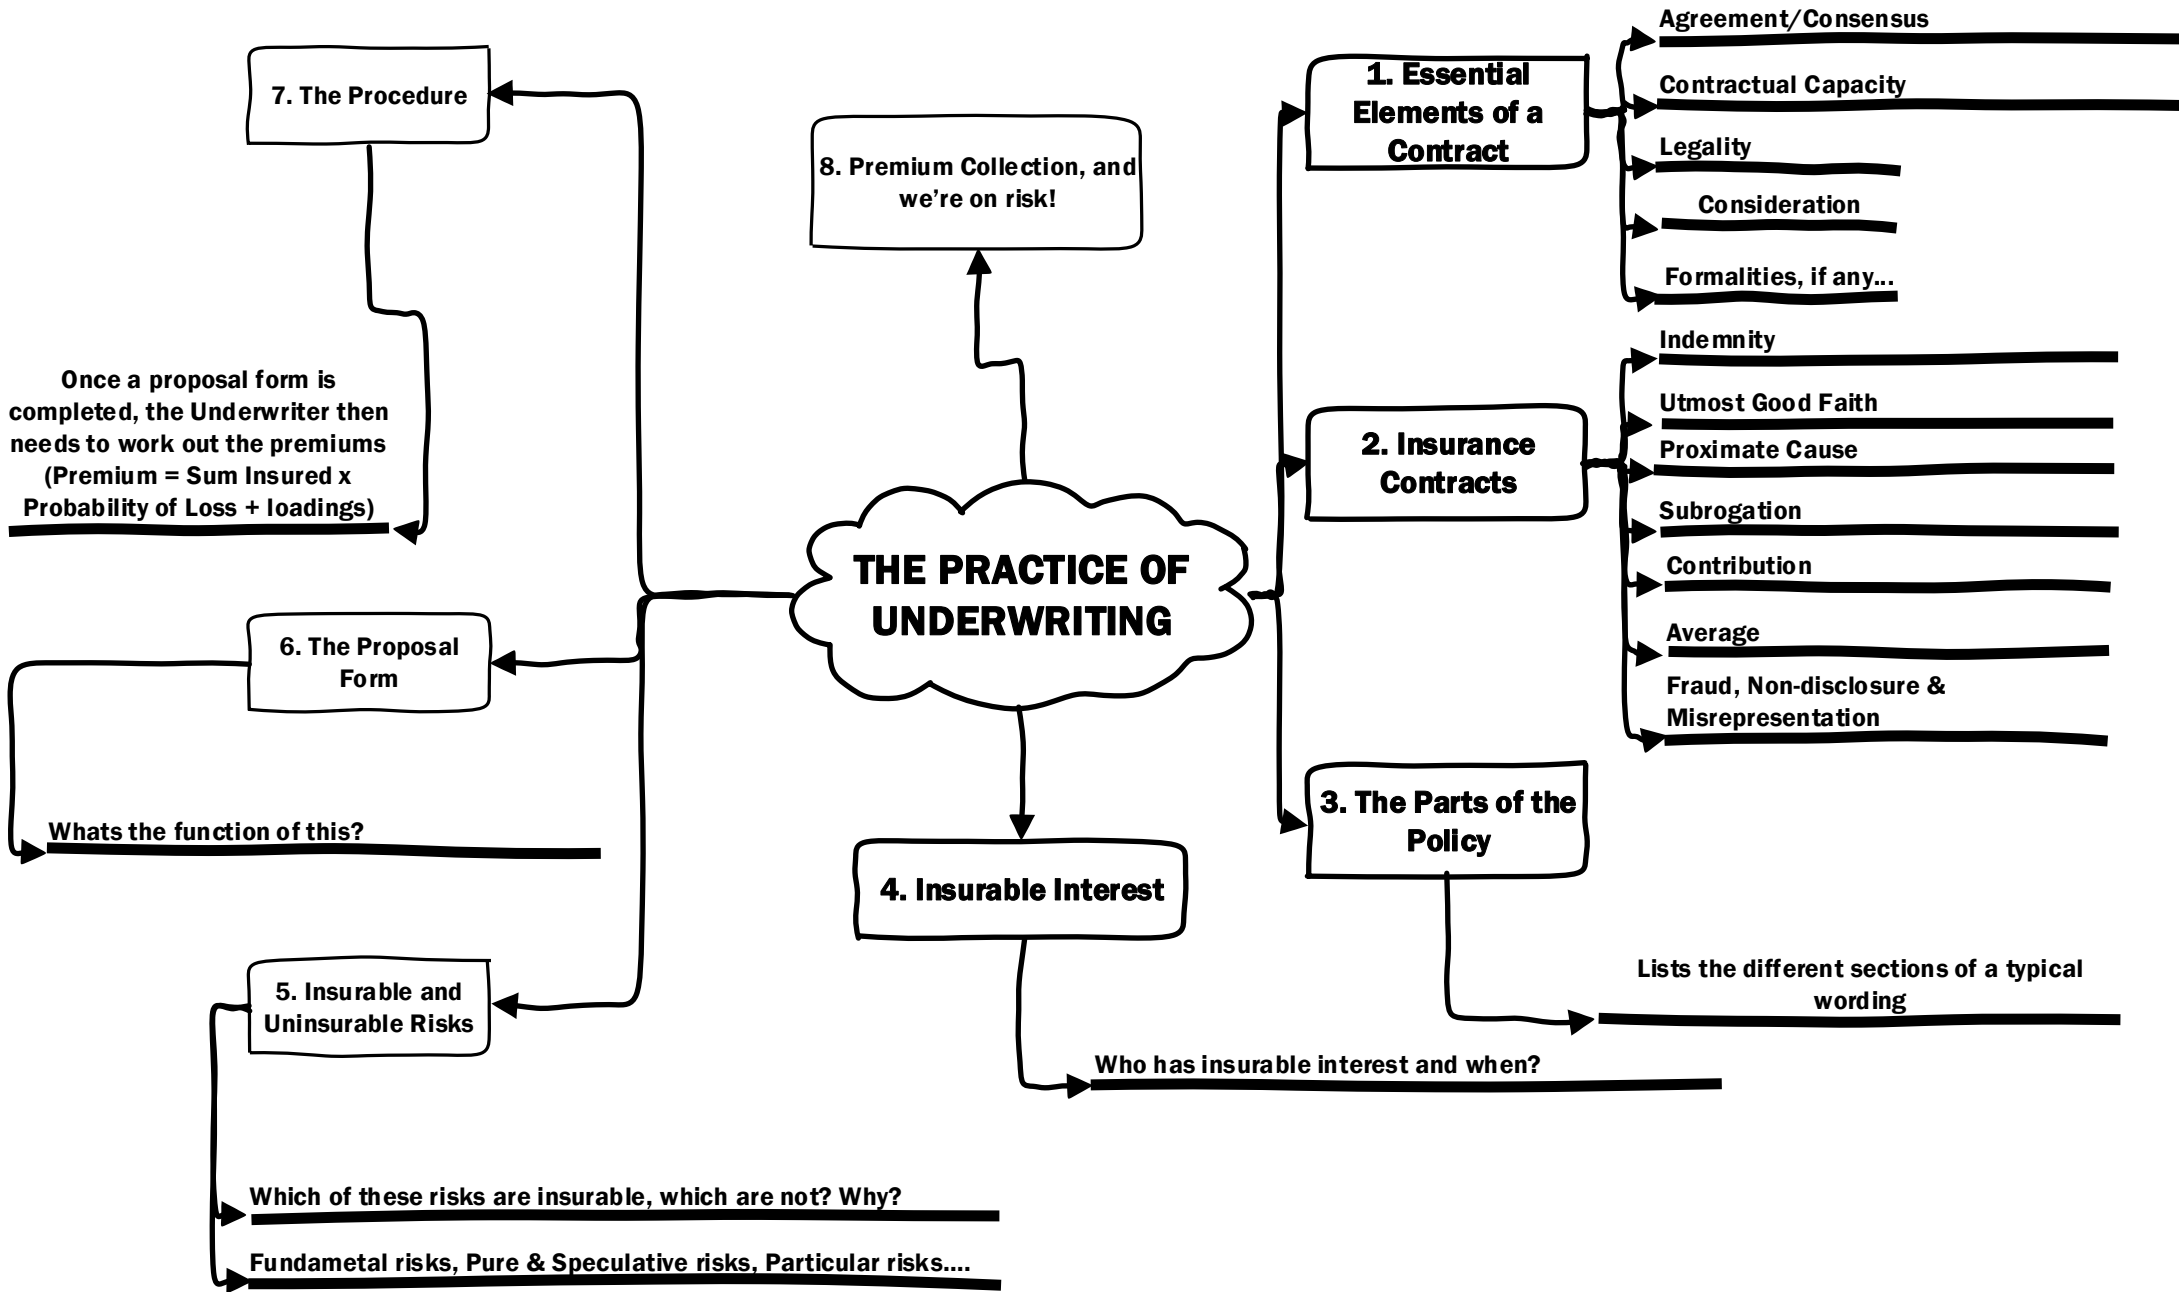 THE PRACTICE OF
UNDERWRITING
1. Essential
Elements of a
Contract
Agreement/Consensus
Contractual Capacity
Legality
Consideration
Formalities, if any...
2. Insurance
Contracts
Indemnity
Utmost Good Faith
Proximate Cause
Subrogation
Contribution
Average
Fraud, Non-disclosure &
Misrepresentation
3. The Parts of the
Policy
Lists the different sections of a typical
wording
4. Insurable Interest
Who has insurable interest and when?
5. Insurable and
Uninsurable Risks
Which of these risks are insurable, which are not? Why?
Fundametal risks, Pure & Speculative risks, Particular risks....
6. The Proposal
Form
Whats the function of this?
7. The Procedure
Once a proposal form is
completed, the Underwriter then
needs to work out the premiums
(Premium = Sum Insured x
Probability of Loss + loadings)
8. Premium Collection, and
we're on risk!